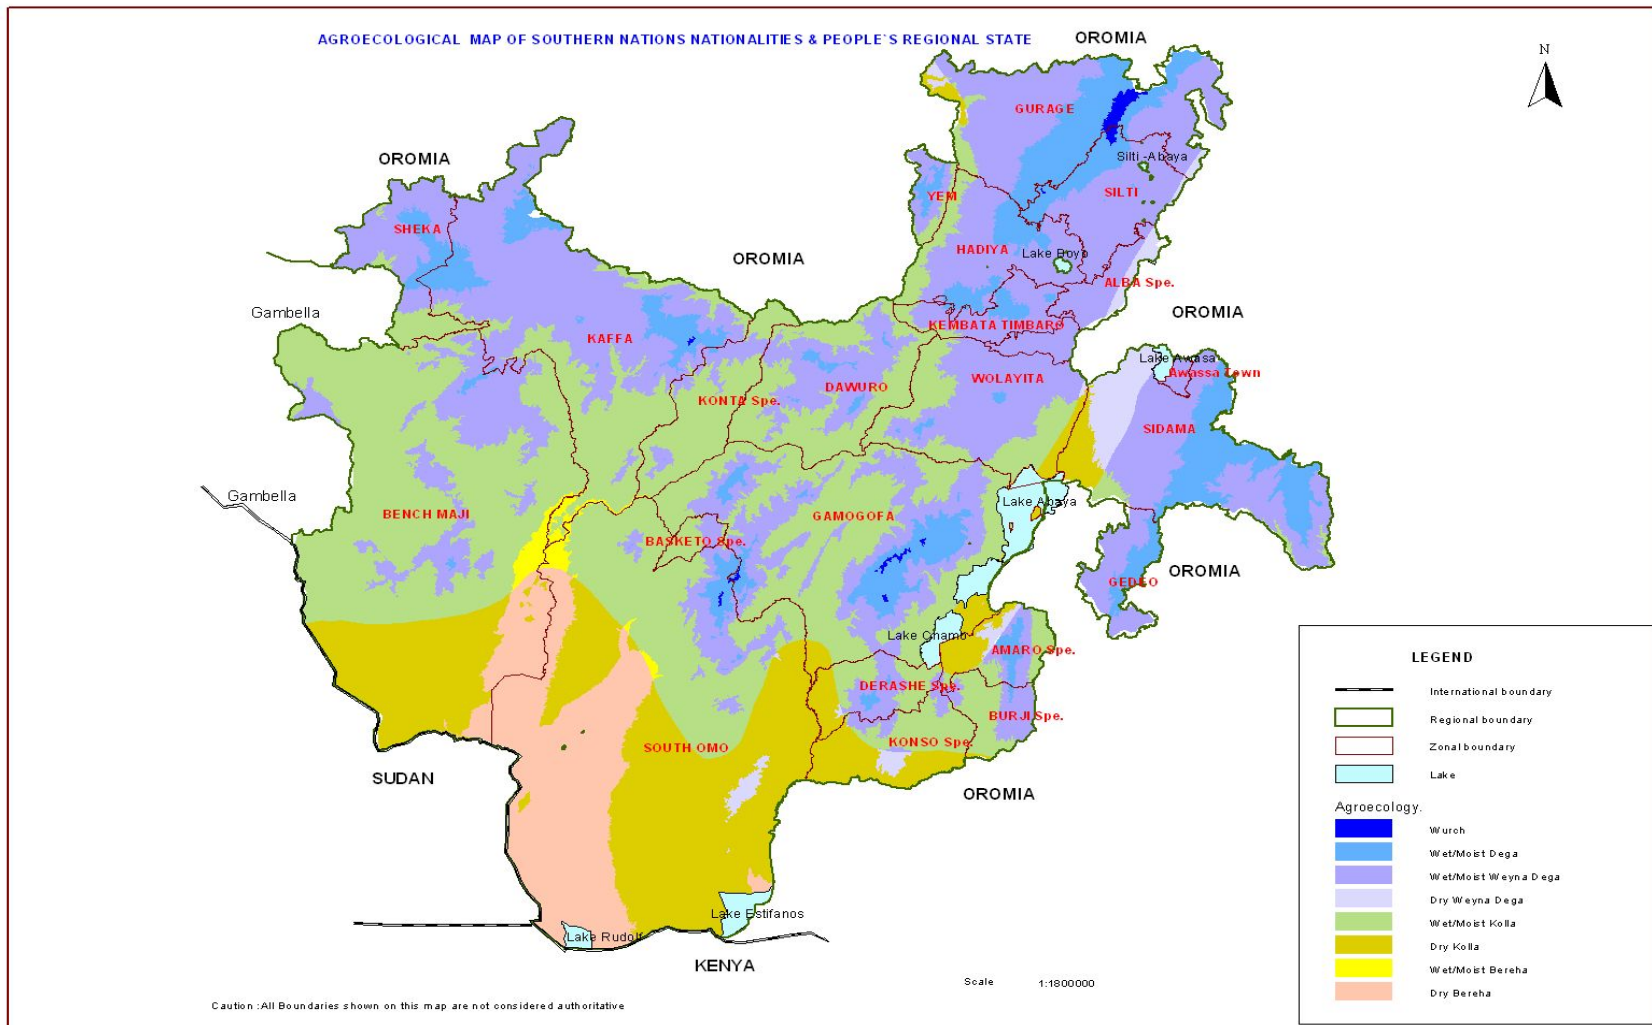 AGROECOLOGICAL MAP OF SOUTHERN NATIONS NATIONALITIES & PEOPLE`S REGIONAL STATE
OROMIA
N
GURAGE
OROMIA
Silti -Abaya
YEM
SILTI
SHEKA
HADIYA
Lake Boyo
OROMIA
ALBA Spe.
Gambella
OROMIA
KEMBATA TIMBARO
KAFFA
Lake Awasa
Awassa Town
WOLAYITA
DAWURO
KONTA Spe.
SIDAMA
Gambella
Lake Abaya
BENCH MAJI
GAMOGOFA
BASKETO Spe.
OROMIA
GEDEO
Lake Chamo
AMARO Spe.
DERASHE Spe.
BURJI Spe.
KONSO Spe.
SOUTH OMO
SUDAN
OROMIA
Lake Estifanos
Lake Rudolf
KENYA
Scale 1:1800000
Caution :All Boundaries shown on this map are not considered authoritative
LEGEND
International boundary
Regional boundary
Zonal boundary
Lake
Agroecology.
Wurch
Wet/Moist Dega
Wet/Moist Weyna Dega
Dry Weyna Dega
Wet/Moist Kolla
Dry Kolla
Wet/Moist Bereha
Dry Bereha